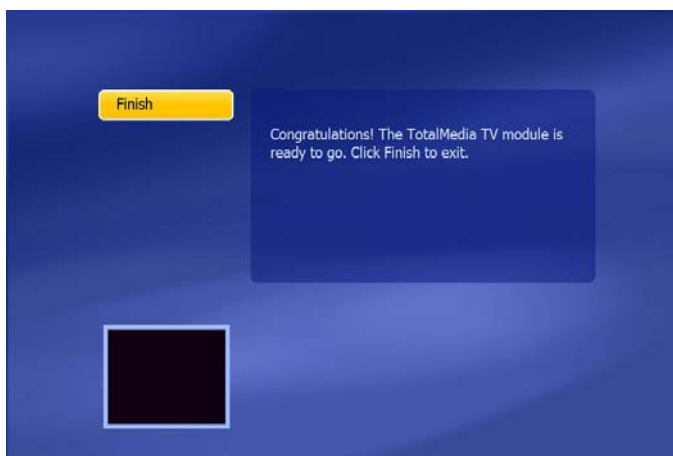 Finish
Congratulations! The TotalMedia TV module is
ready to go. Click Finish to exit.